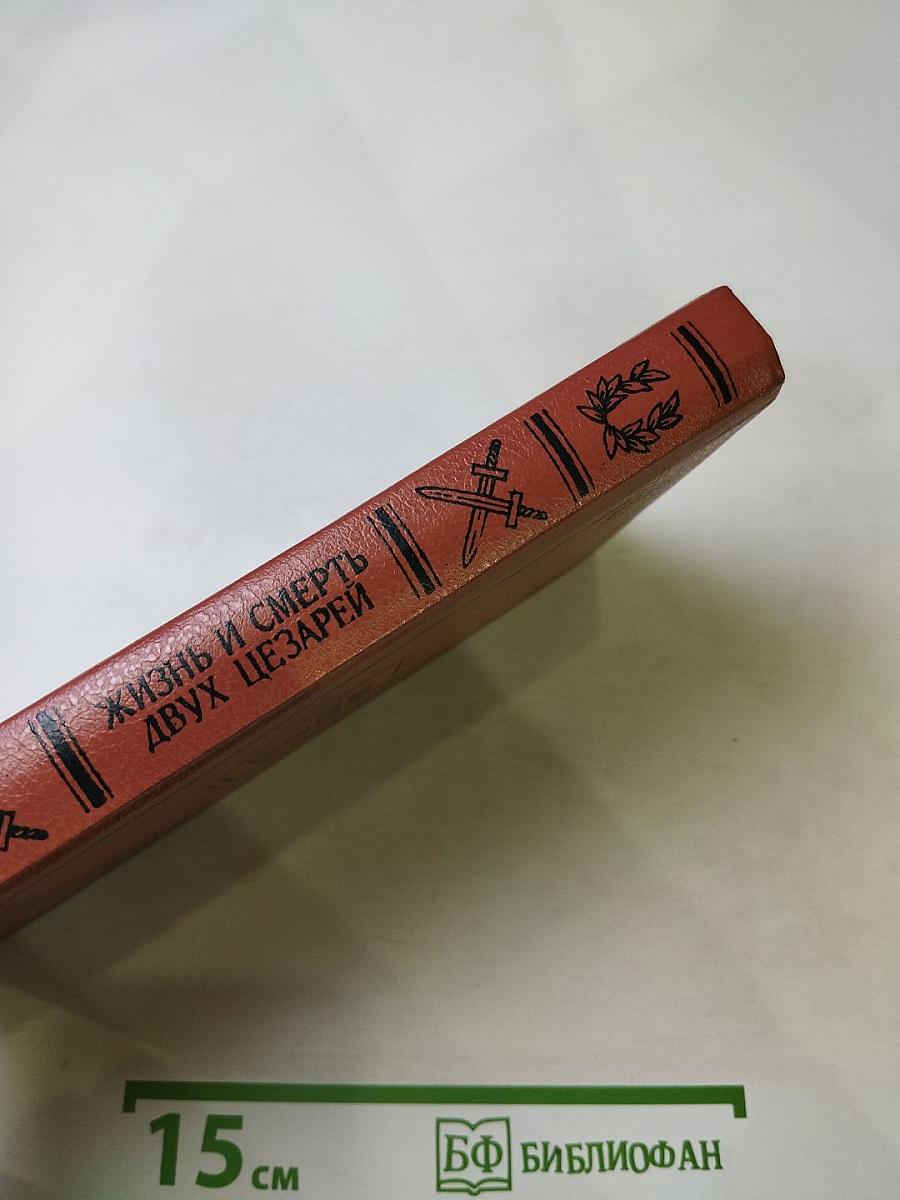 ЖИЗНЬ И СМЕРТЬ
ДВУХ ЦЕЗАРЕЙ
15 см
БФ БИБЛИОФАН